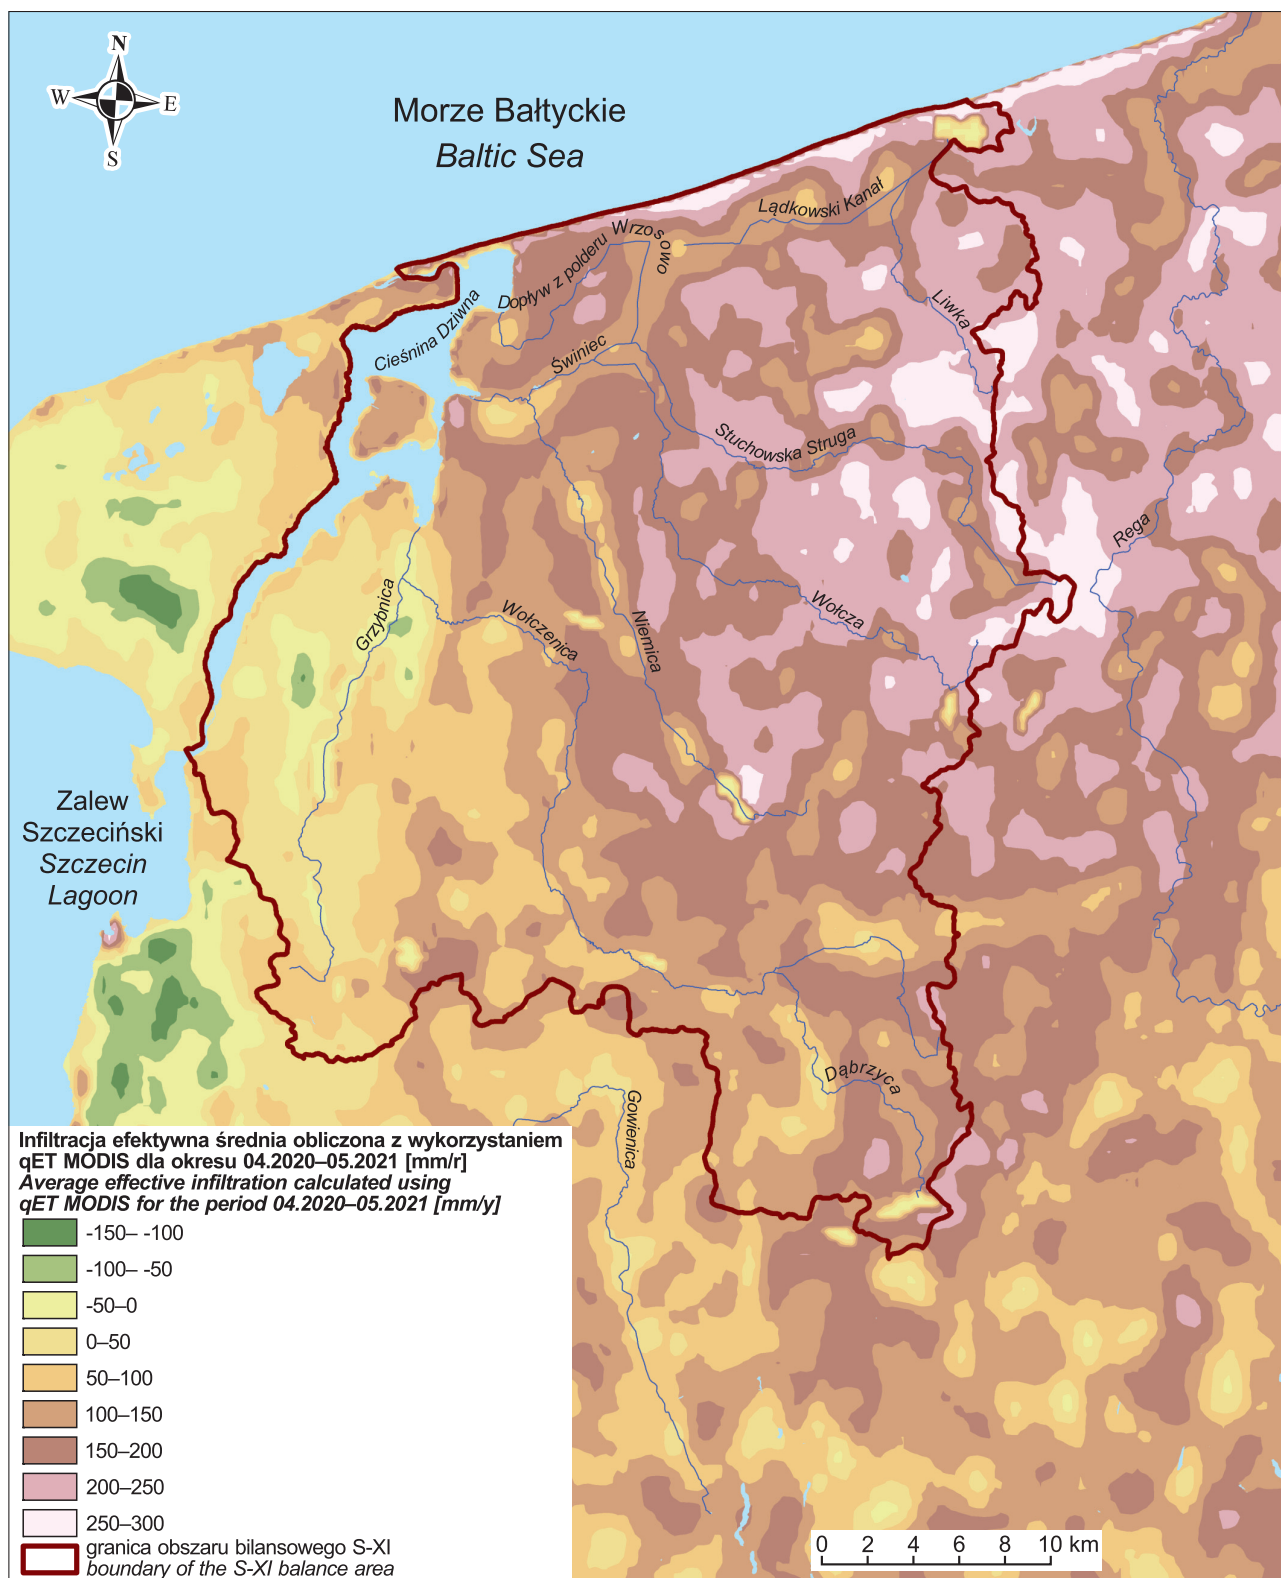 N
W
E
S
Morze Bałtyckie
Baltic Sea
Lądkowski Kanał
Dopływ z polderu Wrzosowo
Cieśnina Dziwna
Liwka
Świniec
Stuchowska Struga
Rega
Grzybnica
Wołczenica
Niemica
Wołcza
Zalew
Szczeciński
Szczecin
Lagoon
Dąbrzyca
Gowienica
Infiltracja efektywna średnia obliczona z wykorzystaniem
qET MODIS dla okresu 04.2020–05.2021 [mm/r]
Average effective infiltration calculated using
qET MODIS for the period 04.2020–05.2021 [mm/y]
-150– -100
-100– -50
-50–0
0–50
50–100
100–150
150–200
200–250
250–300
granica obszaru bilansowego S-XI
boundary of the S-XI balance area
0 2 4 6 8 10 km